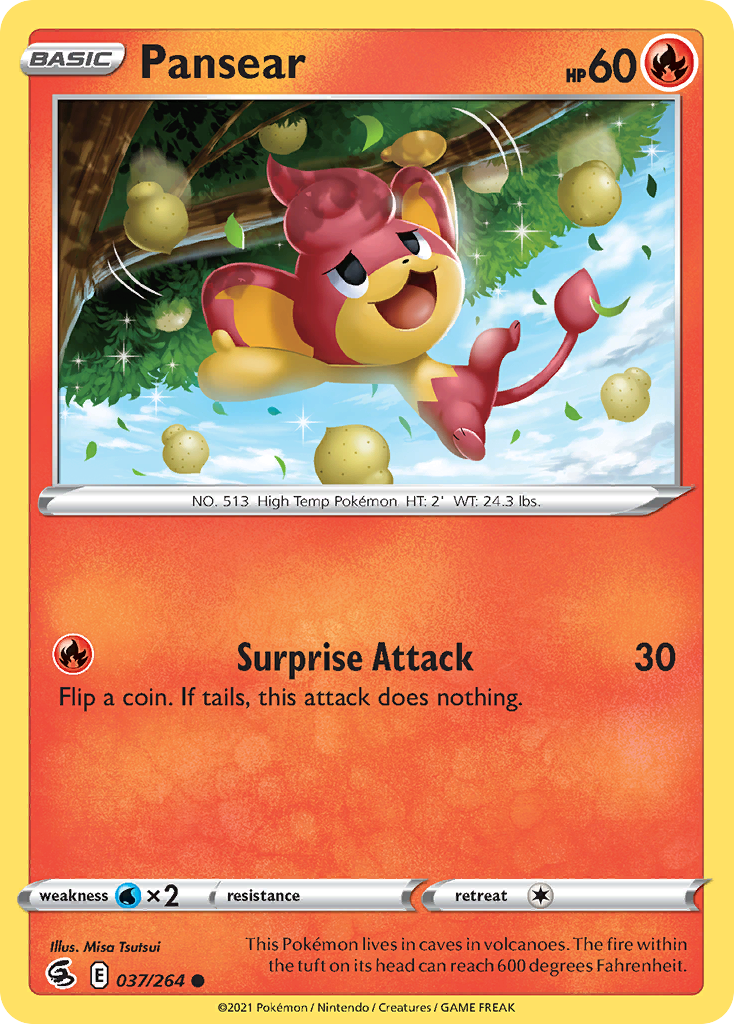 BASIC Pansear HP 60
NO. 513 High Temp Pokémon HT: 2' WT: 24.3 lbs.
Surprise Attack 30
Flip a coin. If tails, this attack does nothing.
weakness ×2 resistance retreat
Illus. Misa Tsutsui
This Pokémon lives in caves in volcanoes. The fire within
the tuft on its head can reach 600 degrees Fahrenheit.
E 037/264
©2021 Pokémon / Nintendo / Creatures / GAME FREAK